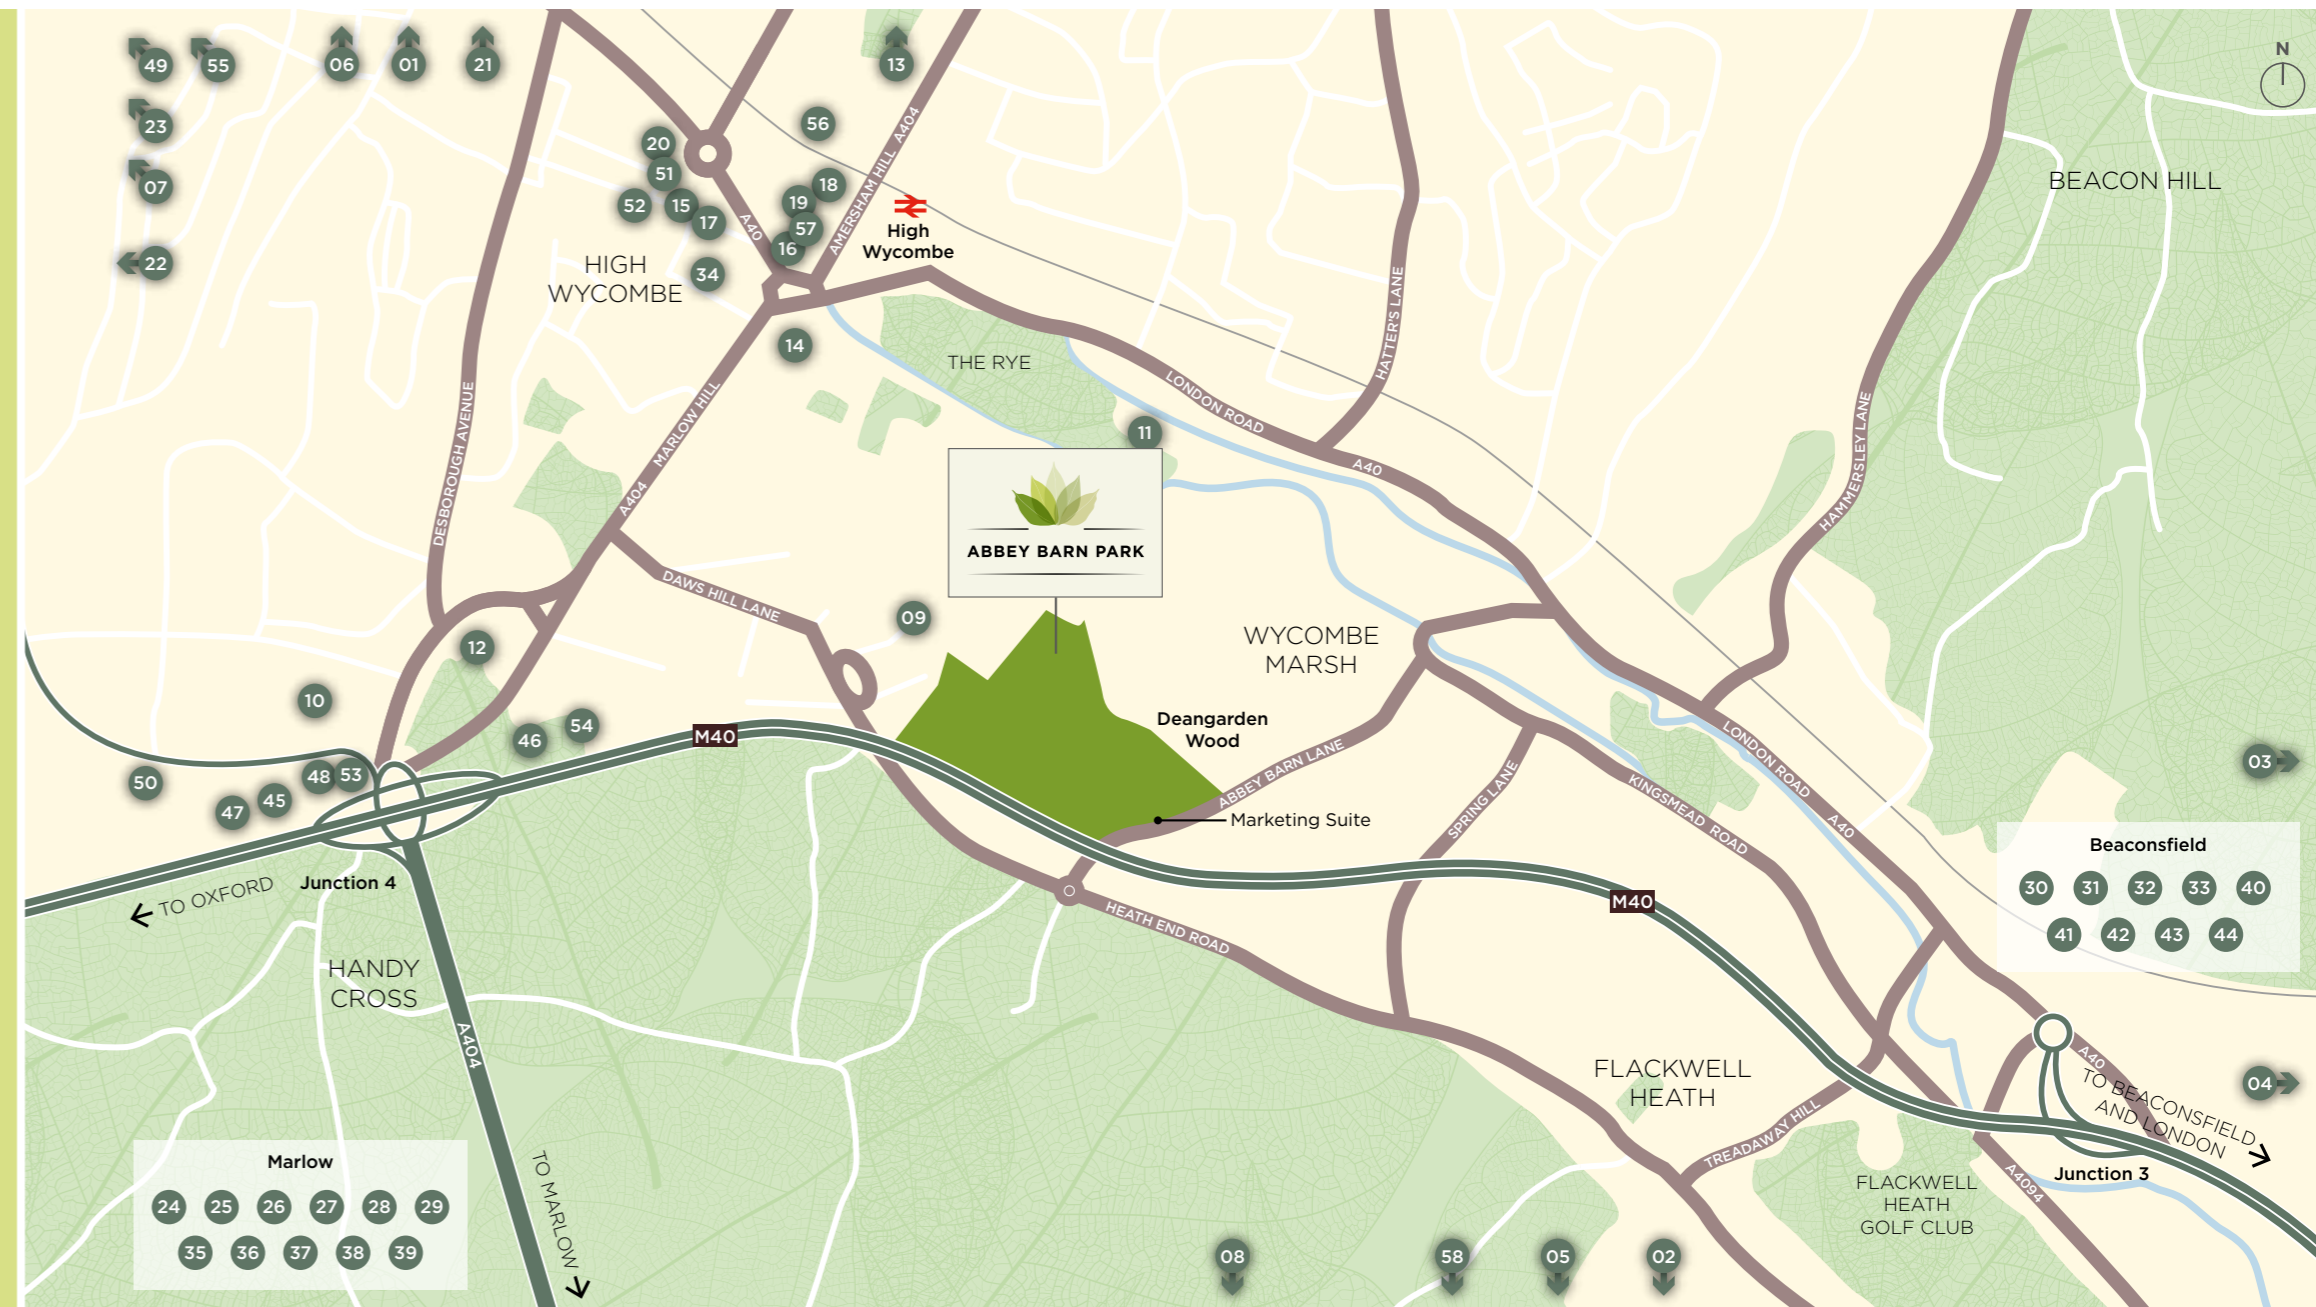 49
55
06
01
21
13
N
23
56
20
AMERSHAM HILL A404
07
51
18
BEACON HILL
52
15
17
19
57
A40
16
High
Wycombe
22
HIGH
WYCOMBE
34
HATTER'S LANE
14
THE RYE
LONDON ROAD
MARLOW HILL
DESBOROUGH AVENUE
A404
11
A40
HAMMERSLEY LANE
ABBEY BARN PARK
DAWS HILL LANE
09
12
WYCOMBE
MARSH
10
46
54
M40
Deangarden
Wood
LONDON ROAD
50
48
53
47
45
ABBEY BARN LANE
SPRING LANE
KINGSMEAD ROAD
A40
03
Marketing Suite
Beaconsfield
30
31
32
33
40
41
42
43
44
TO OXFORD
Junction 4
M40
HEATH END ROAD
HANDY
CROSS
A404
FLACKWELL
HEATH
A40
TO BEACONSFIELD
AND LONDON
04
TREADAWAY HILL
Junction 3
A4094
Marlow
24
25
26
27
28
29
35
36
37
38
39
TO MARLOW
FLACKWELL
HEATH
GOLF CLUB
08
58
05
02